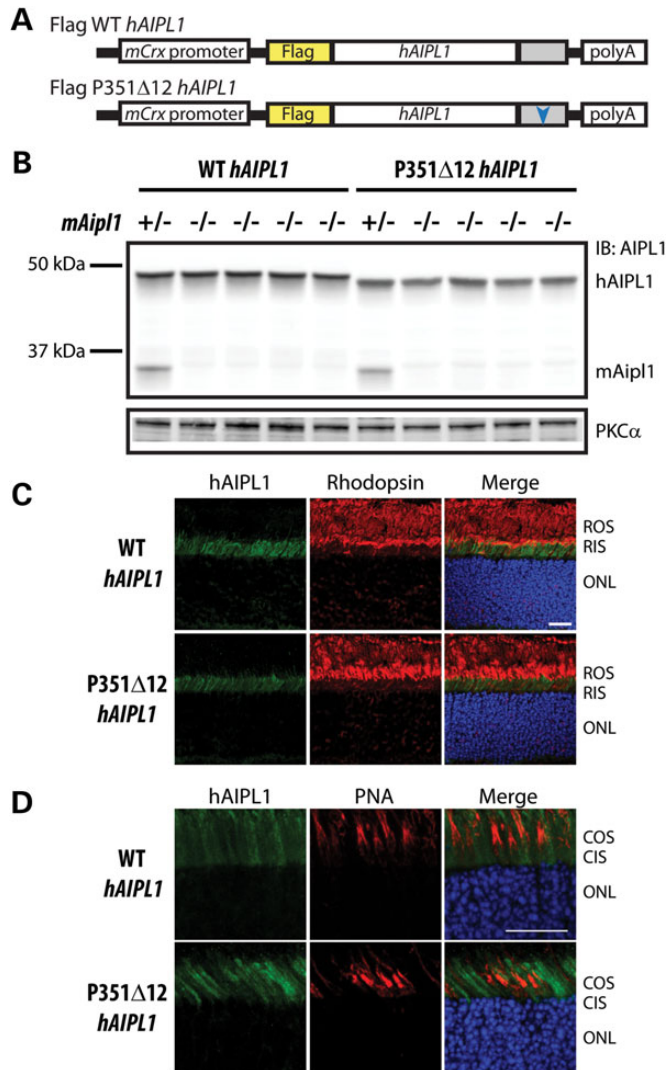 A
Flag WT hAIPL1
mCrx promoter Flag hAIPL1 polyA
Flag P351Δ12 hAIPL1
mCrx promoter Flag hAIPL1 polyA
B
WT hAIPL1 P351Δ12 hAIPL1
mAipl1 +/- -/- -/- -/- -/- +/- -/- -/- -/- -/-
IB: AIPL1
50 kDa
hAIPL1
37 kDa
mAipl1
PKCα
C
hAIPL1 Rhodopsin Merge
WT
hAIPL1
ROS
RIS
ONL
P351Δ12
hAIPL1
ROS
RIS
ONL
D
hAIPL1 PNA Merge
WT
hAIPL1
COS
CIS
ONL
P351Δ12
hAIPL1
COS
CIS
ONL